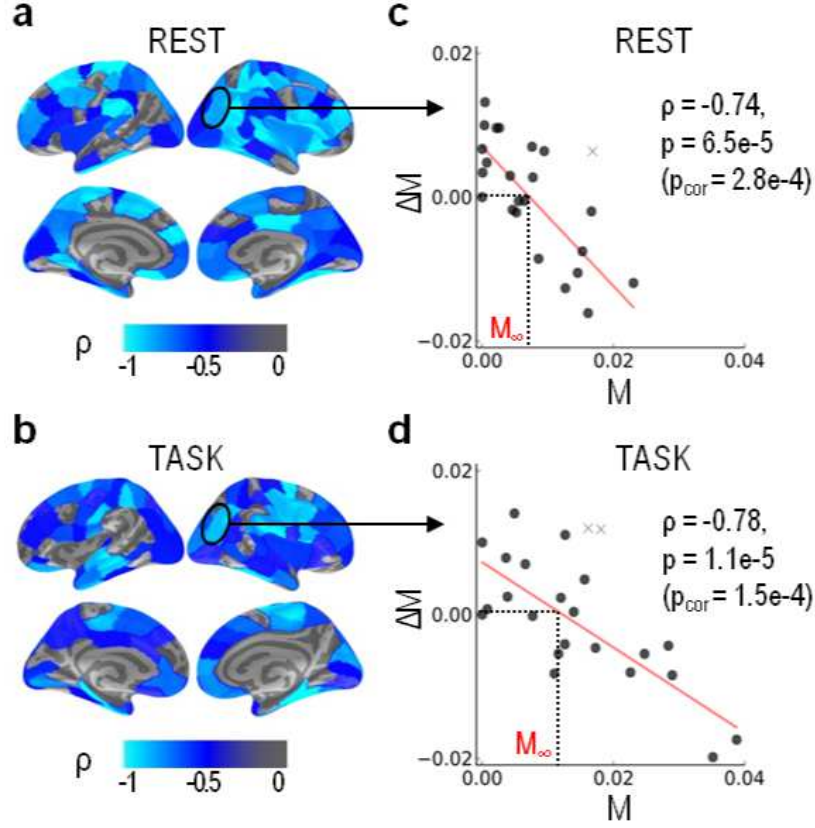 a
REST
ρ
-1
-0.5
0
c
REST
0.02
0.00
−0.02
ΔM
M∞
0.00
0.02
0.04
M
ρ = -0.74,
p = 6.5e-5
(pcor = 2.8e-4)
b
TASK
ρ
-1
-0.5
0
d
TASK
0.02
0.00
−0.02
ΔM
M∞
0.00
0.02
0.04
M
ρ = -0.78,
p = 1.1e-5
(pcor = 1.5e-4)